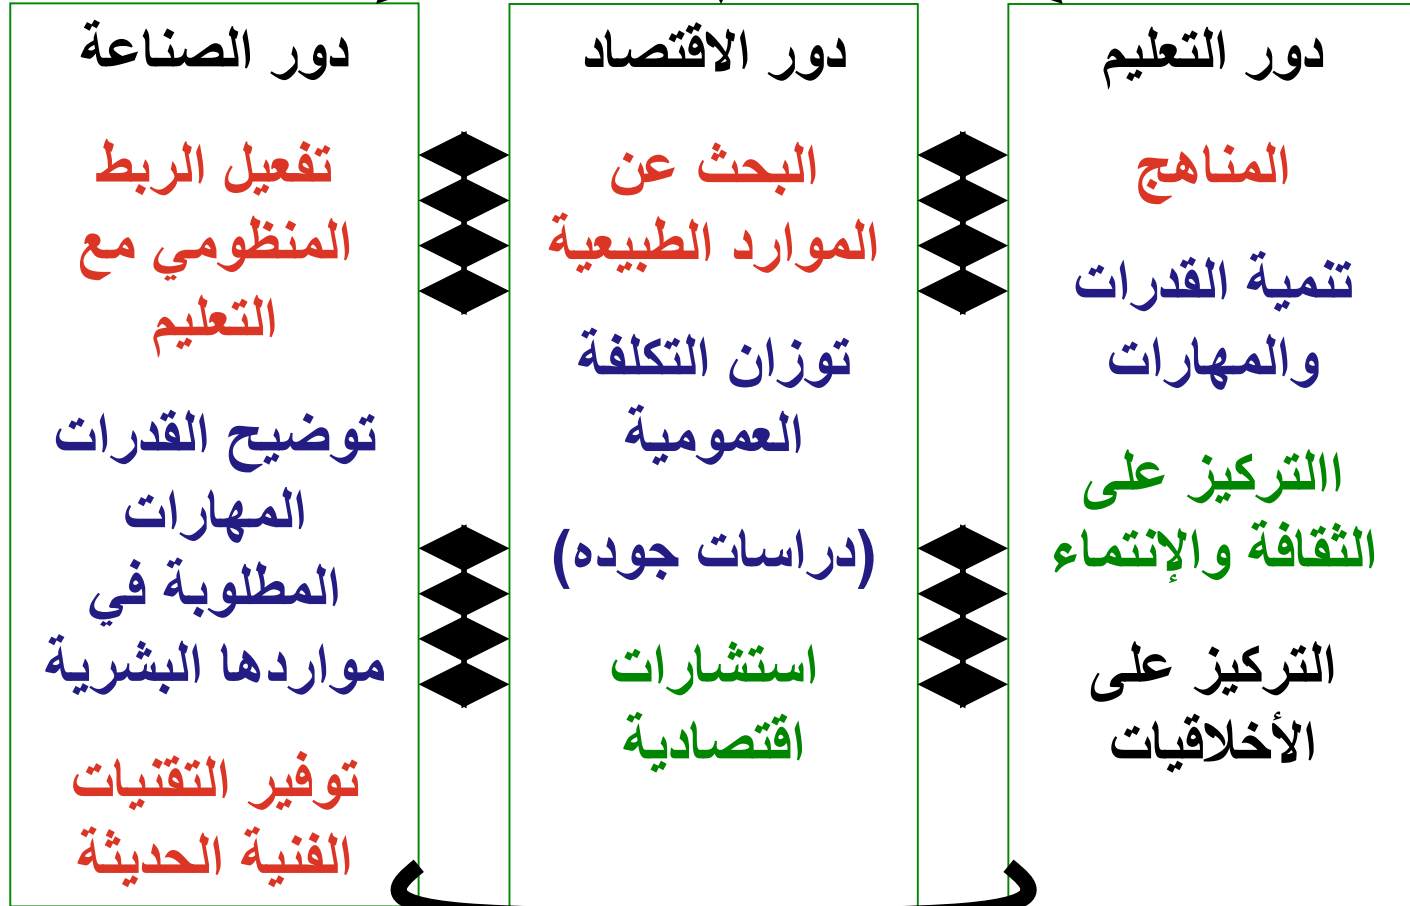 دور التعليم
المناهج
تنمية القدرات
والمهارات
االتركيز على
الثقافة والإنتماء
التركيز على
الأخلاقيات
دور الاقتصاد
البحث عن
الموارد الطبيعية
توزان التكلفة
العمومية
(دراسات جوده)
استشارات
اقتصادية
دور الصناعة
تفعيل الربط
المنظومي مع
التعليم
توضيح القدرات
المهارات
المطلوبة في
مواردها البشرية
توفير التقنيات
الفنية الحديثة